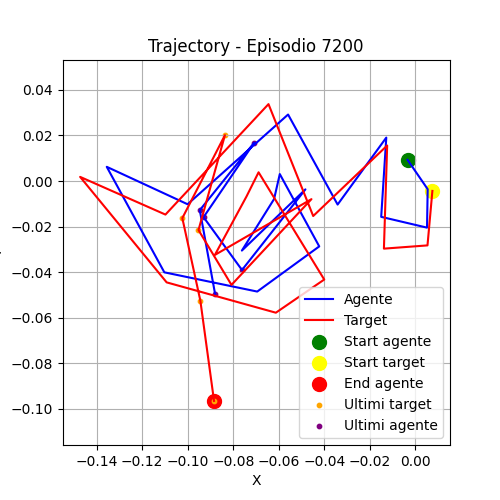 Trajectory - Episodio 7200
0.04
0.02
0.00
−0.02
−0.04
−0.06
−0.08
−0.10
Agente
Target
Start agente
Start target
End agente
Ultimi target
Ultimi agente
−0.14 −0.12 −0.10 −0.08 −0.06 −0.04 −0.02 0.00
X